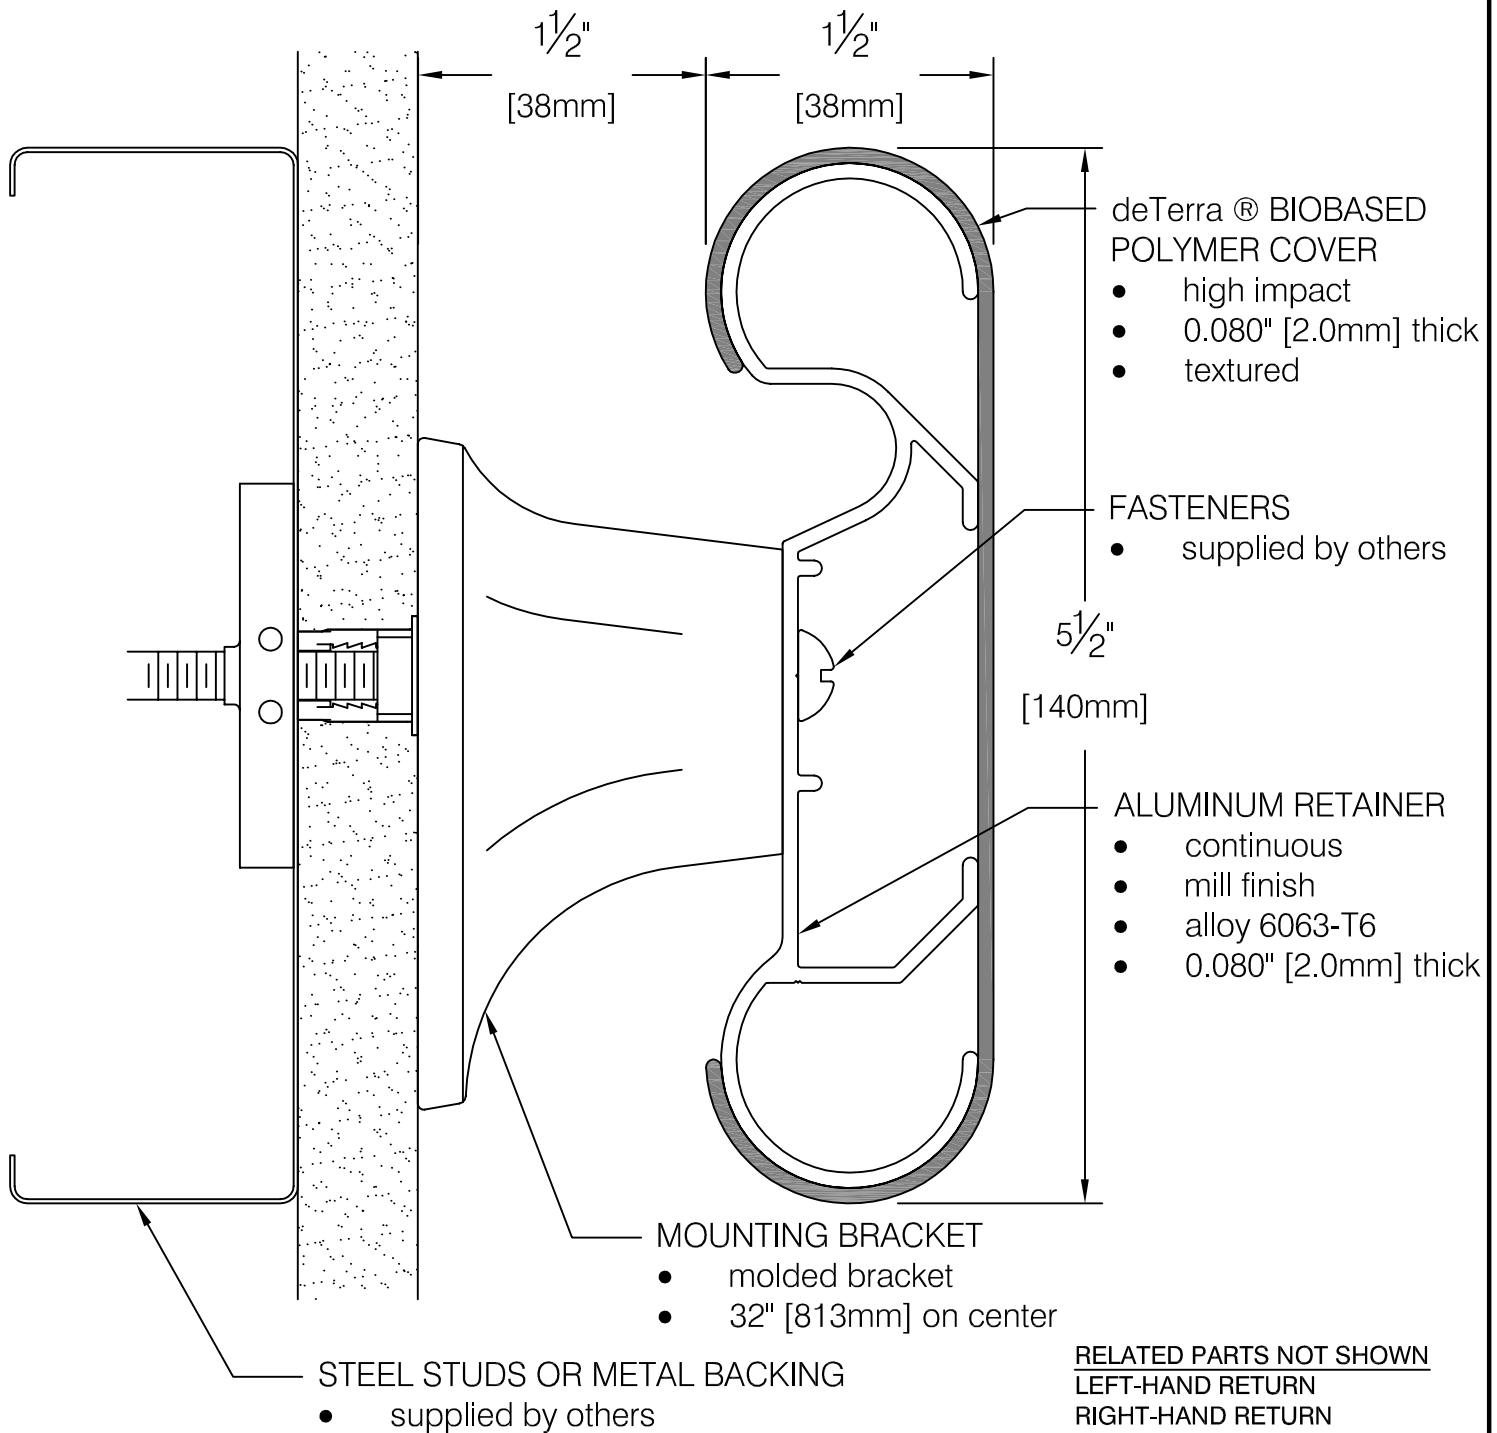 1½" 1½"
[38mm] [38mm]
deTerra ® BIOBASED
POLYMER COVER
• high impact
• 0.080" [2.0mm] thick
• textured
FASTENERS
• supplied by others
5½"
[140mm]
ALUMINUM RETAINER
• continuous
• mill finish
• alloy 6063-T6
• 0.080" [2.0mm] thick
MOUNTING BRACKET
• molded bracket
• 32" [813mm] on center
STEEL STUDS OR METAL BACKING
• supplied by others
RELATED PARTS NOT SHOWN
LEFT-HAND RETURN
RIGHT-HAND RETURN